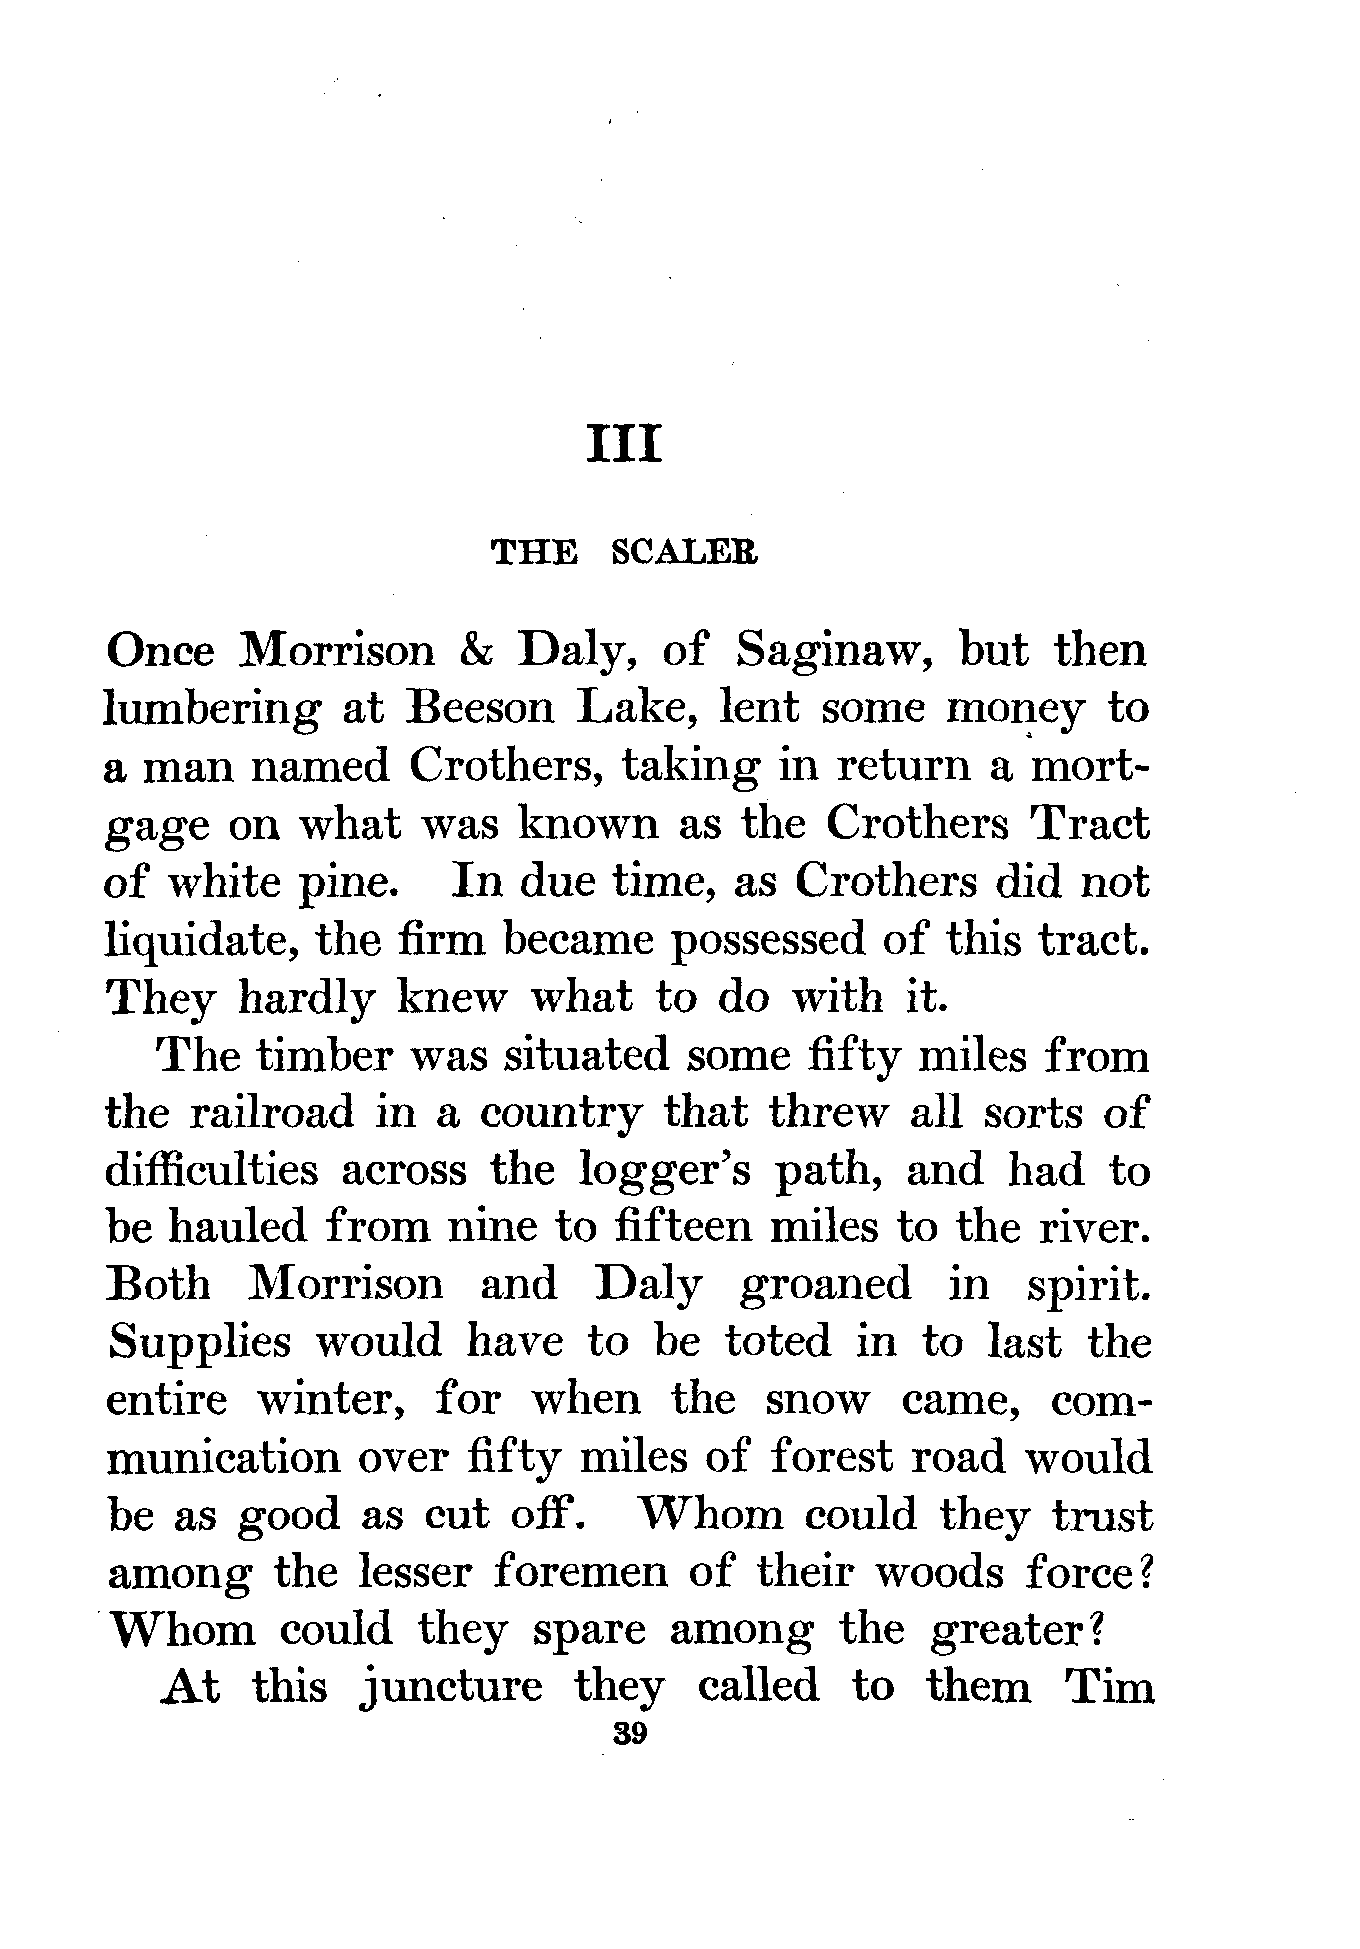 III
THE SCALER
Once Morrison & Daly, of Saginaw, but then
lumbering at Beeson Lake, lent some money to
a man named Crothers, taking in return a mort-
gage on what was known as the Crothers Tract
of white pine. In due time, as Crothers did not
liquidate, the firm became possessed of this tract.
They hardly knew what to do with it.
The timber was situated some fifty miles from
the railroad in a country that threw all sorts of
difficulties across the logger's path, and had to
be hauled from nine to fifteen miles to the river.
Both Morrison and Daly groaned in spirit.
Supplies would have to be toted in to last the
entire winter, for when the snow came, com-
munication over fifty miles of forest road would
be as good as cut off. Whom could they trust
among the lesser foremen of their woods force?
Whom could they spare among the greater?
At this juncture they called to them Tim
39